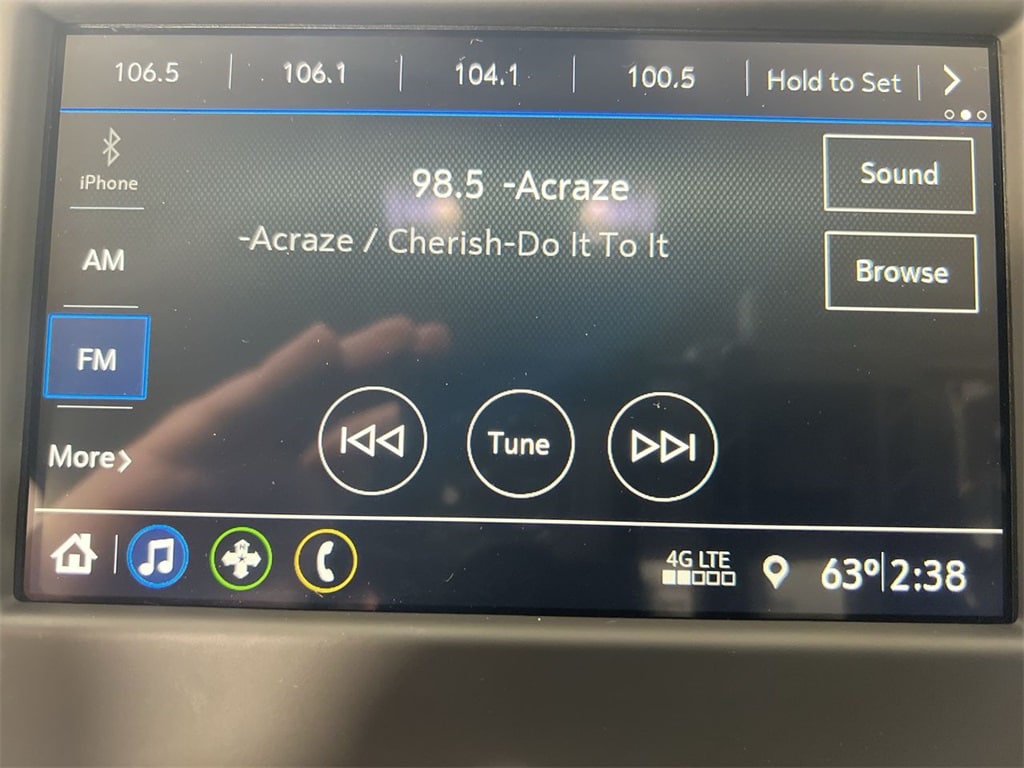 106.5 106.1 104.1 100.5 Hold to Set
iPhone
98.5 -Acraze
Sound
-Acraze / Cherish-Do It To It
AM
Browse
FM
Tune
More
N
4G LTE
63° 2:38